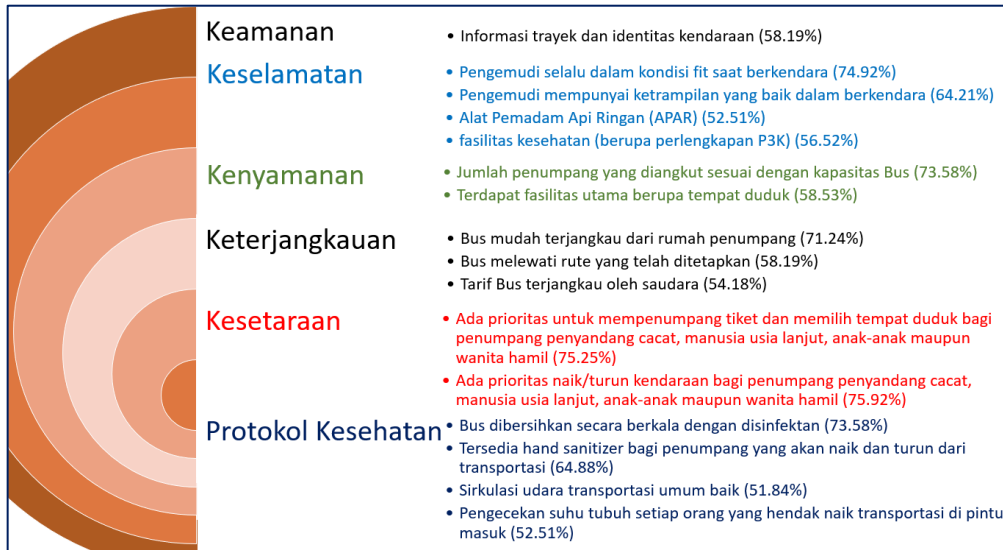 Keamanan
• Informasi trayek dan identitas kendaraan (58.19%)
Keselamatan
• Pengemudi selalu dalam kondisi fit saat berkendara (74.92%)
• Pengemudi mempunyai ketrampilan yang baik dalam berkendara (64.21%)
• Alat Pemadam Api Ringan (APAR) (52.51%)
• fasilitas kesehatan (berupa perlengkapan P3K) (56.52%)
Kenyamanan
• Jumlah penumpang yang diangkut sesuai dengan kapasitas Bus (73.58%)
• Terdapat fasilitas utama berupa tempat duduk (58.53%)
Keterjangkauan
• Bus mudah terjangkau dari rumah penumpang (71.24%)
• Bus melewati rute yang telah ditetapkan (58.19%)
• Tarif Bus terjangkau oleh saudara (54.18%)
Kesetaraan
• Ada prioritas untuk mempenumpang tiket dan memilih tempat duduk bagi
penumpang penyandang cacat, manusia usia lanjut, anak-anak maupun
wanita hamil (75.25%)
• Ada prioritas naik/turun kendaraan bagi penumpang penyandang cacat,
manusia usia lanjut, anak-anak maupun wanita hamil (75.92%)
Protokol Kesehatan
• Bus dibersihkan secara berkala dengan disinfektan (73.58%)
• Tersedia hand sanitizer bagi penumpang yang akan naik dan turun dari
transportasi (64.88%)
• Sirkulasi udara transportasi umum baik (51.84%)
• Pengecekan suhu tubuh setiap orang yang hendak naik transportasi di pintu
masuk (52.51%)